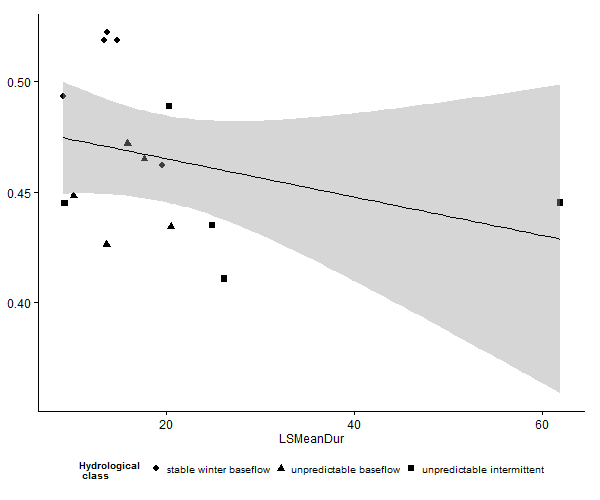 0.50
0.45
0.40
20 40 60
LSMeanDur
Hydrological
class
stable winter baseflow unpredictable baseflow unpredictable intermittent